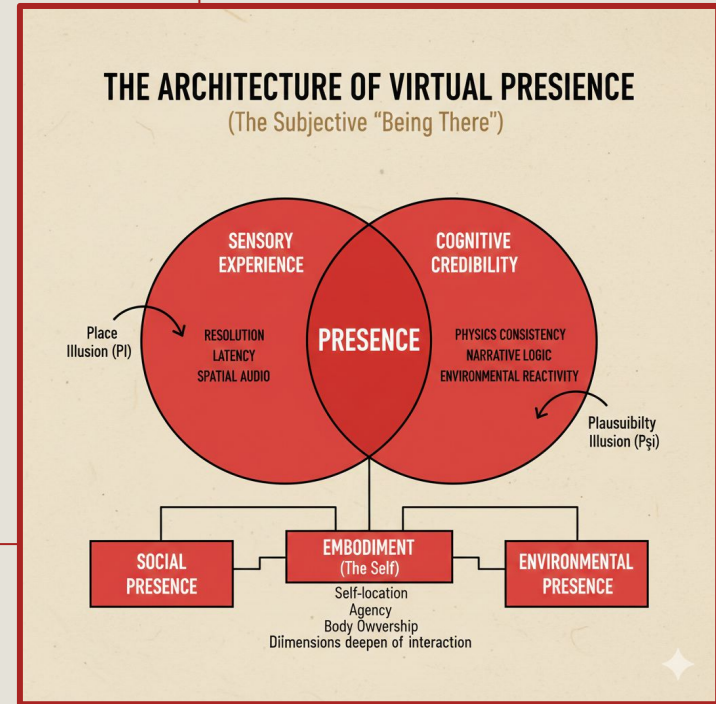 THE ARCHITECTURE OF VIRTUAL PRESIENCE
(The Subjective “Being There”)
SENSORY
EXPERIENCE
COGNITIVE
CREDIBILITY
Place
Illusion (PI)
RESOLUTION
LATENCY
SPATIAL AUDIO
PRESENCE
PHYSICS CONSISTENCY
NARRATIVE LOGIC
ENVIRONMENTAL REACTIVITY
Plausuibilty
Illusion (Pşi)
SOCIAL
PRESENCE
EMBODIMENT
(The Self)
ENVIRONMENTAL
PRESENCE
Self-location
Agency
Body Owvership
Diimensions deepen of interaction